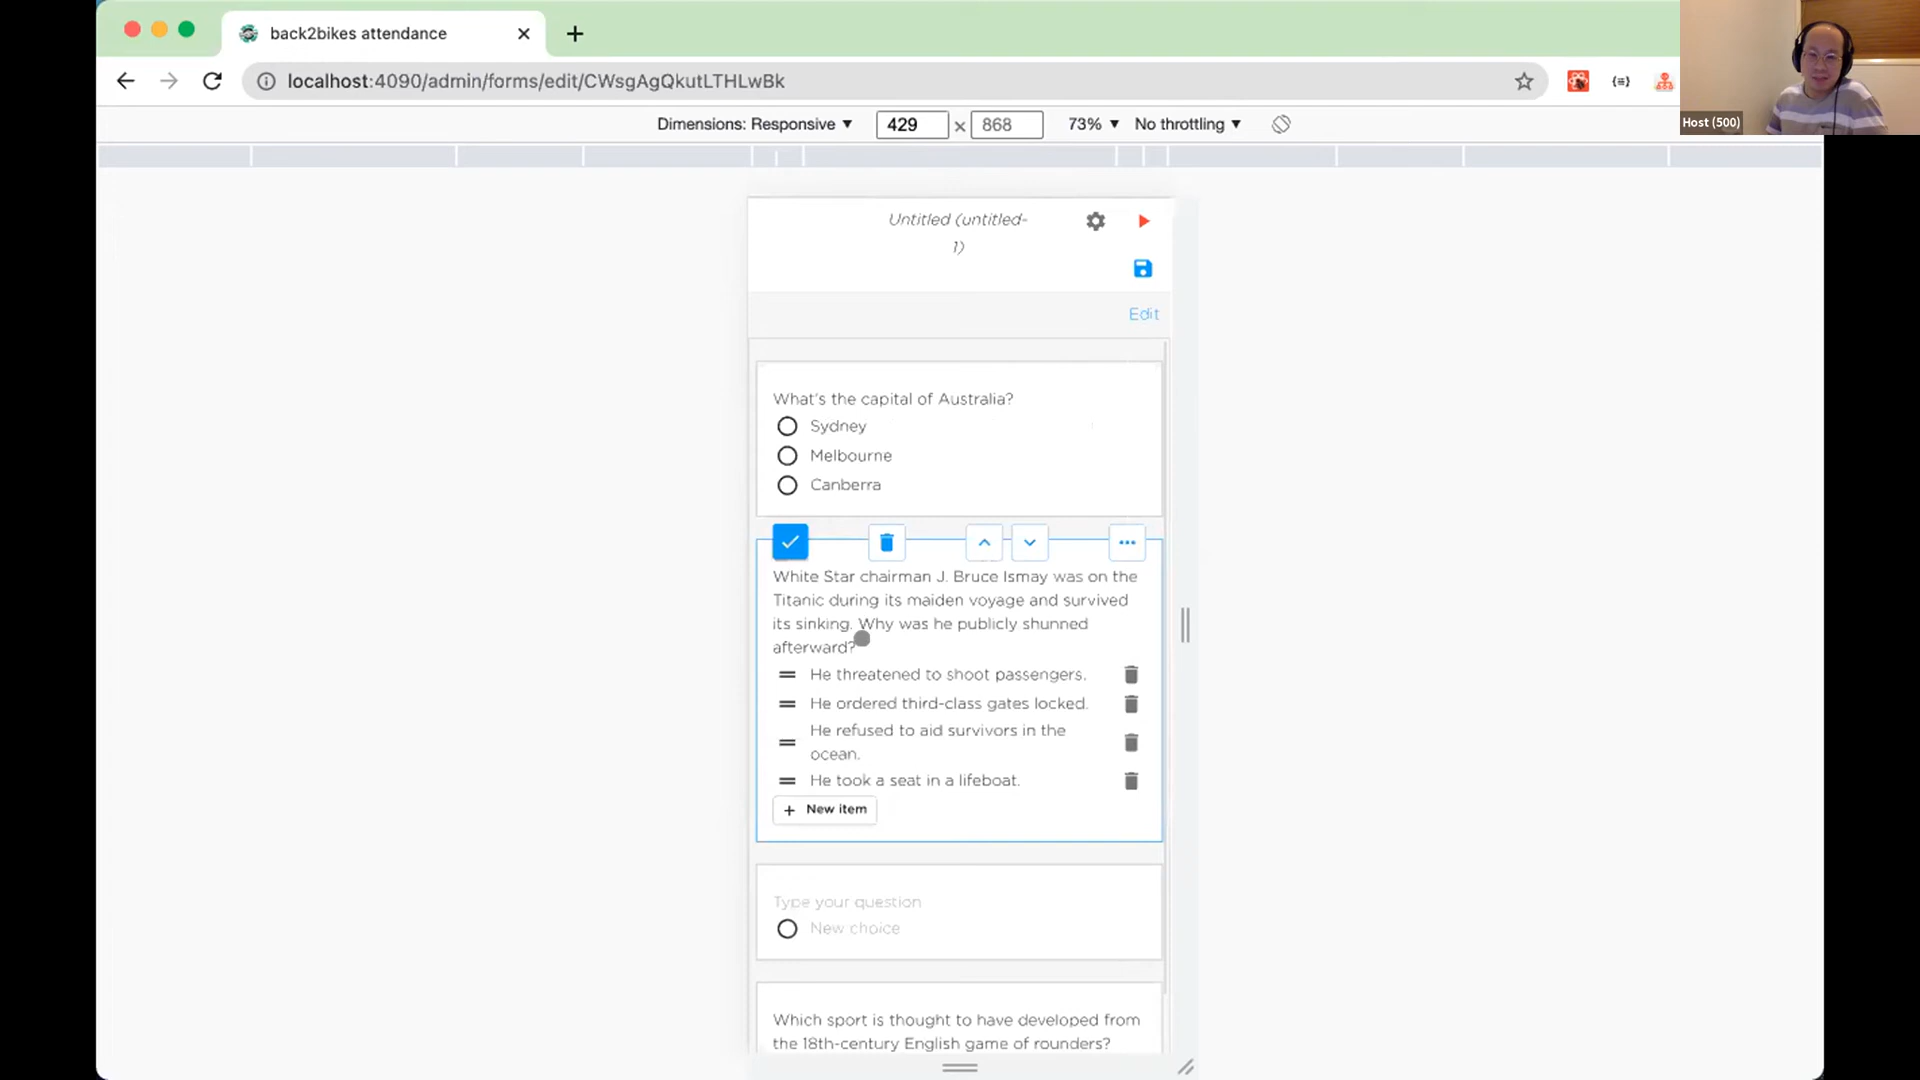 back2bikes attendance
localhost:4090/admin/forms/edit/CWsgAgQkutLTHLwBk
Dimensions: Responsive
429 × 868
73%
No throttling
Host (500)
Untitled (untitled-
1)
Edit
What's the capital of Australia?
Sydney
Melbourne
Canberra
White Star chairman J. Bruce Ismay was on the
Titanic during its maiden voyage and survived
its sinking. Why was he publicly shunned
afterward?
He threatened to shoot passengers.
He ordered third-class gates locked.
He refused to aid survivors in the
ocean.
He took a seat in a lifeboat.
+ New item
Type your question
New choice
Which sport is thought to have developed from
the 18th-century English game of rounders?